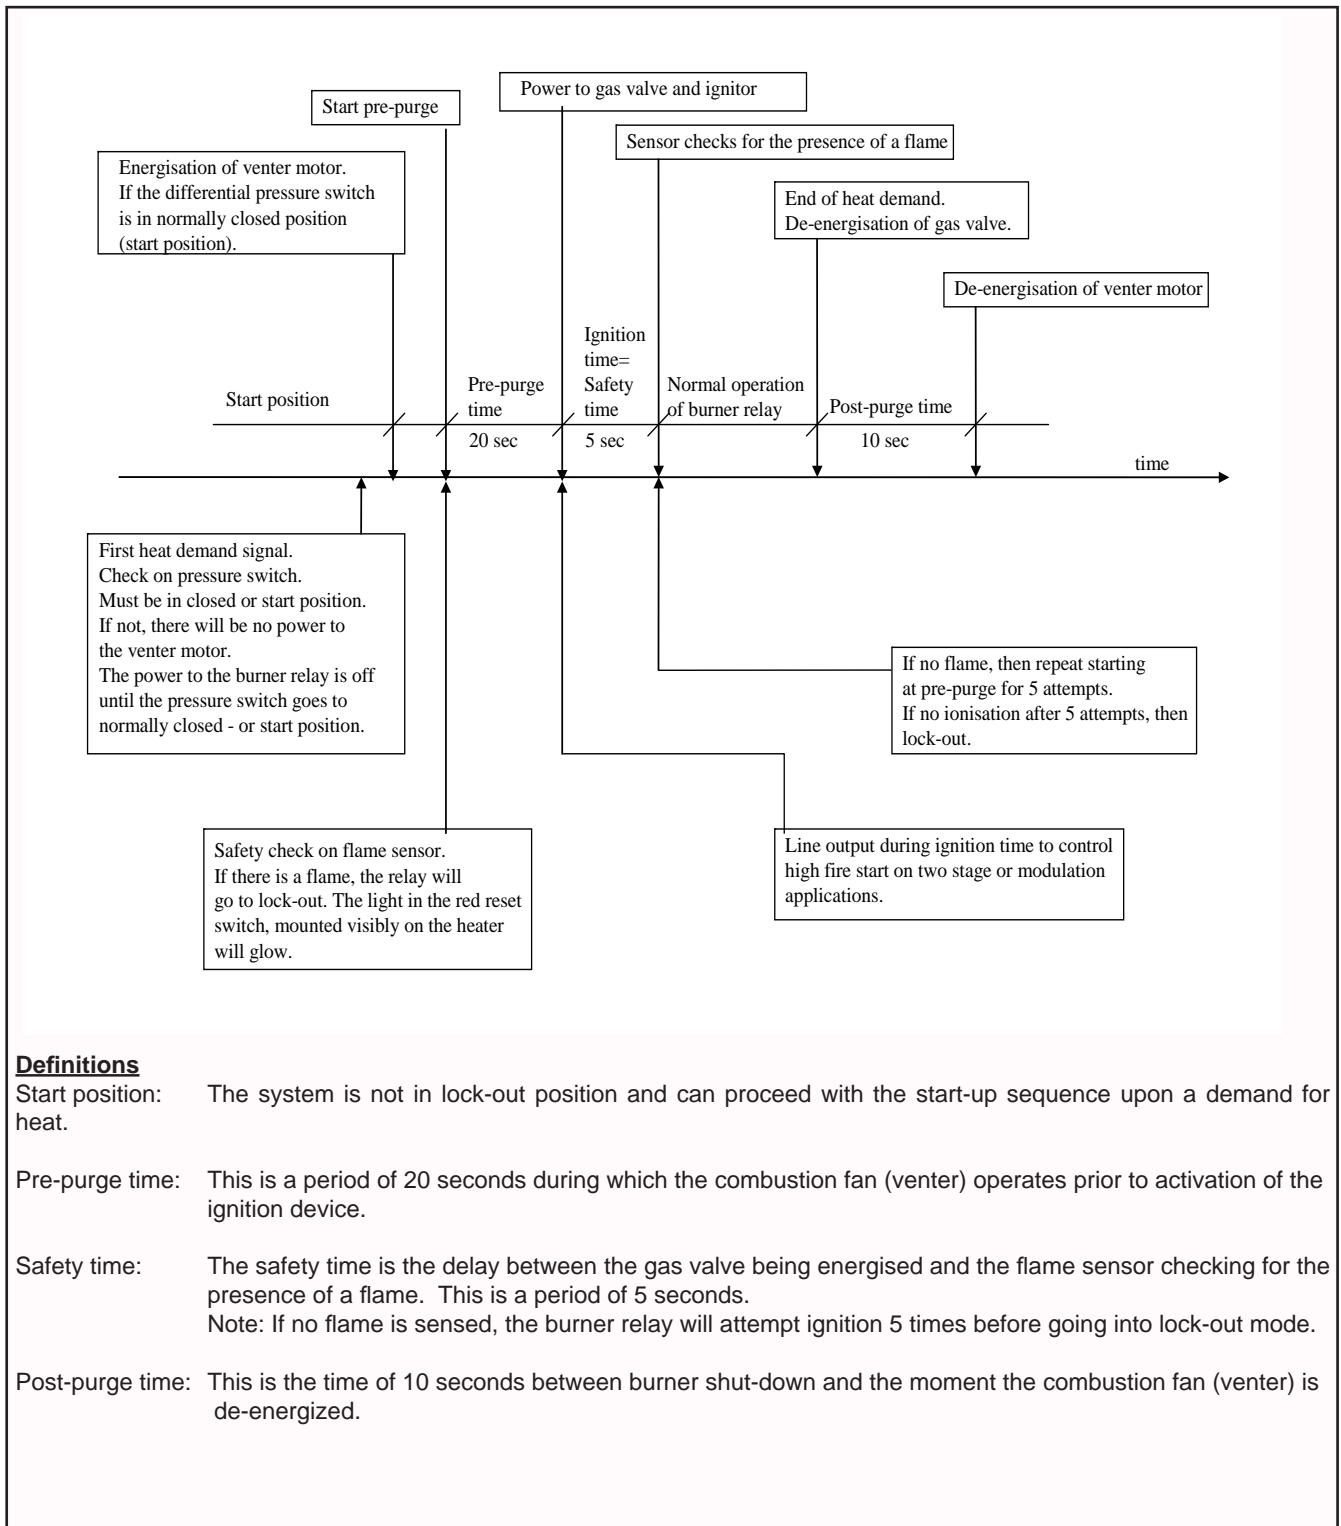 Power to gas valve and ignitor
Start pre-purge
Sensor checks for the presence of a flame
Energisation of venter motor.
If the differential pressure switch
is in normally closed position
(start position).
End of heat demand.
De-energisation of gas valve.
De-energisation of venter motor
Start position
Pre-purge
time
20 sec
Ignition
time=
Safety
time
5 sec
Normal operation
of burner relay
Post-purge time
10 sec
time
First heat demand signal.
Check on pressure switch.
Must be in closed or start position.
If not, there will be no power to
the venter motor.
The power to the burner relay is off
until the pressure switch goes to
normally closed - or start position.
If no flame, then repeat starting
at pre-purge for 5 attempts.
If no ionisation after 5 attempts, then
lock-out.
Safety check on flame sensor.
If there is a flame, the relay will
go to lock-out. The light in the red reset
switch, mounted visibly on the heater
will glow.
Line output during ignition time to control
high fire start on two stage or modulation
applications.
Definitions
Start position: The system is not in lock-out position and can proceed with the start-up sequence upon a demand for
heat.
Pre-purge time: This is a period of 20 seconds during which the combustion fan (venter) operates prior to activation of the
ignition device.
Safety time: The safety time is the delay between the gas valve being energised and the flame sensor checking for the
presence of a flame. This is a period of 5 seconds.
Note: If no flame is sensed, the burner relay will attempt ignition 5 times before going into lock-out mode.
Post-purge time: This is the time of 10 seconds between burner shut-down and the moment the combustion fan (venter) is
de-energized.